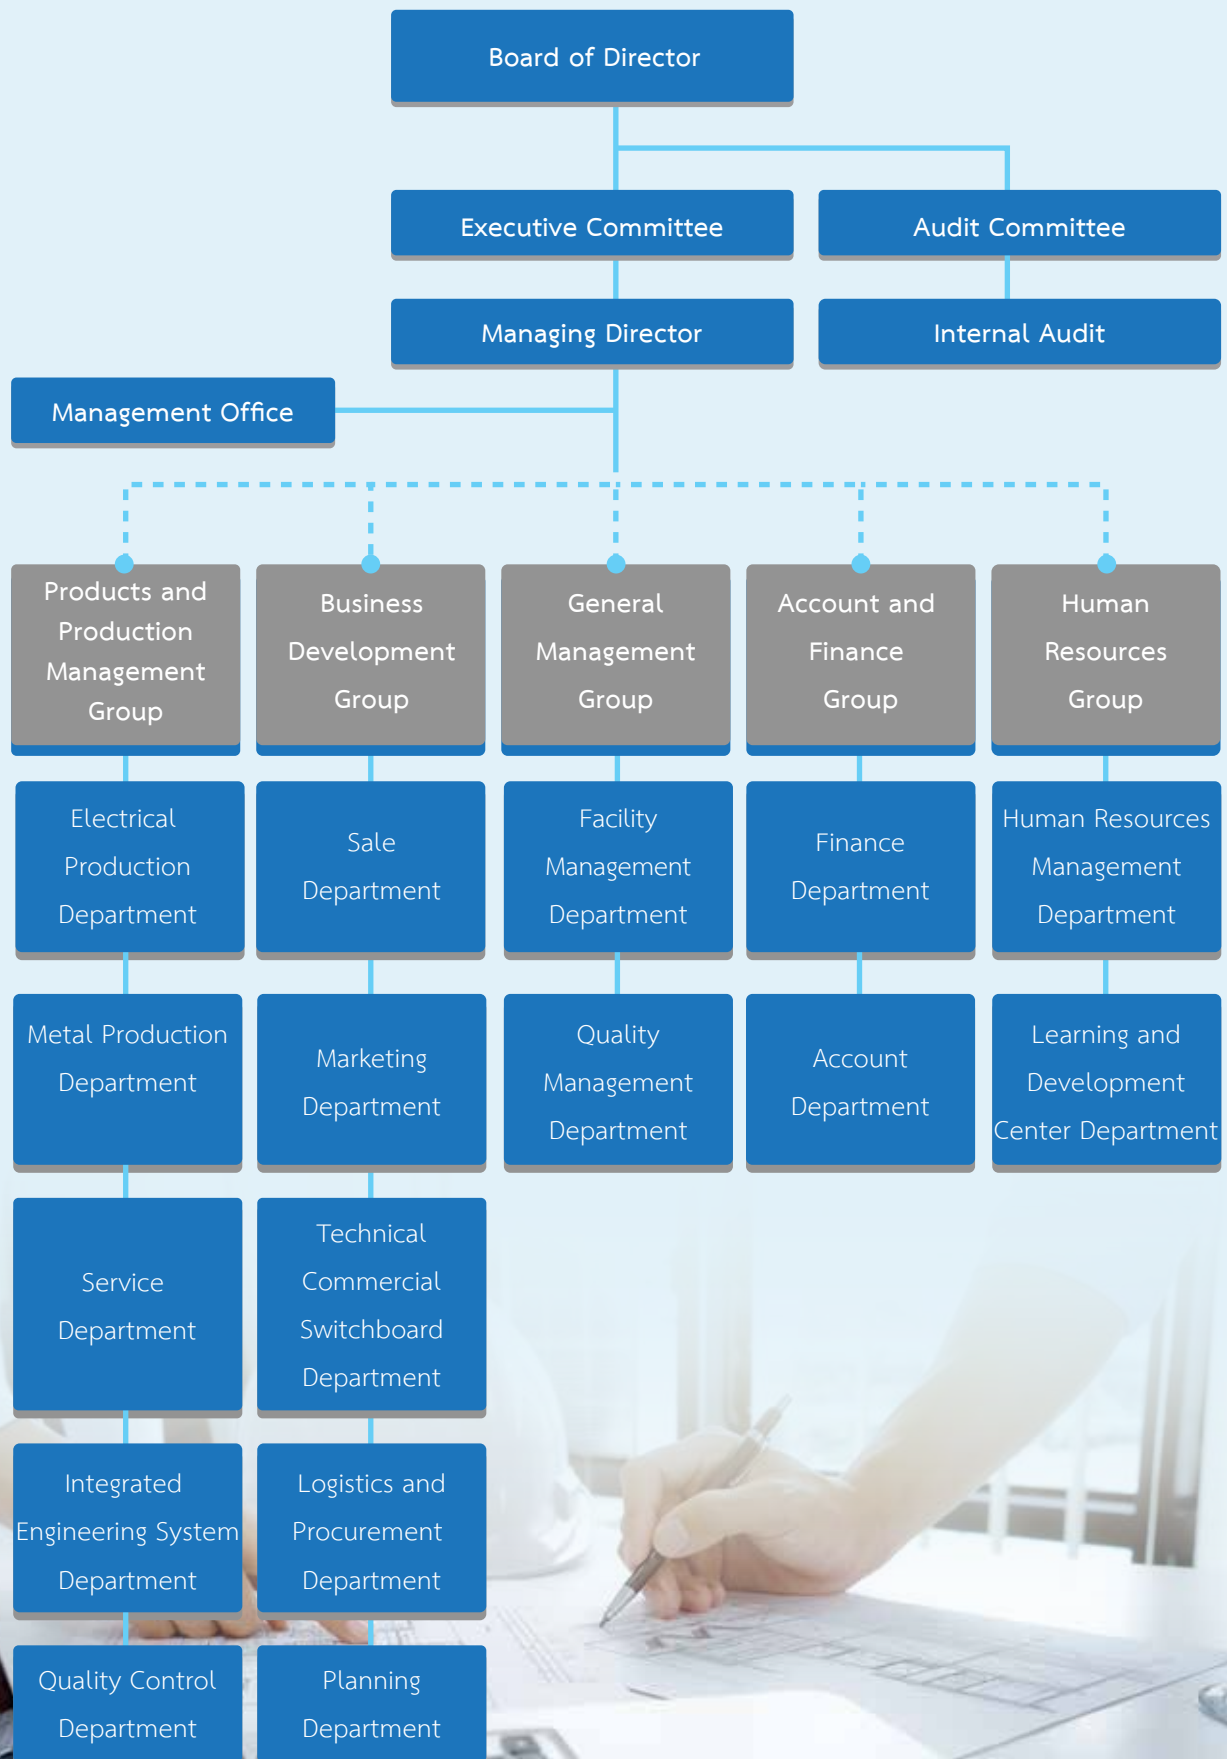 Board of Director
Executive Committee
Audit Committee
Managing Director
Internal Audit
Management Office
Products and
Production
Management
Group
Business
Development
Group
General
Management
Group
Account and
Finance
Group
Human
Resources
Group
Electrical
Production
Department
Sale
Department
Facility
Management
Department
Finance
Department
Human Resources
Management
Department
Metal Production
Department
Marketing
Department
Quality
Management
Department
Account
Department
Learning and
Development
Center Department
Service
Department
Technical
Commercial
Switchboard
Department
Integrated
Engineering System
Department
Logistics and
Procurement
Department
Quality Control
Department
Planning
Department